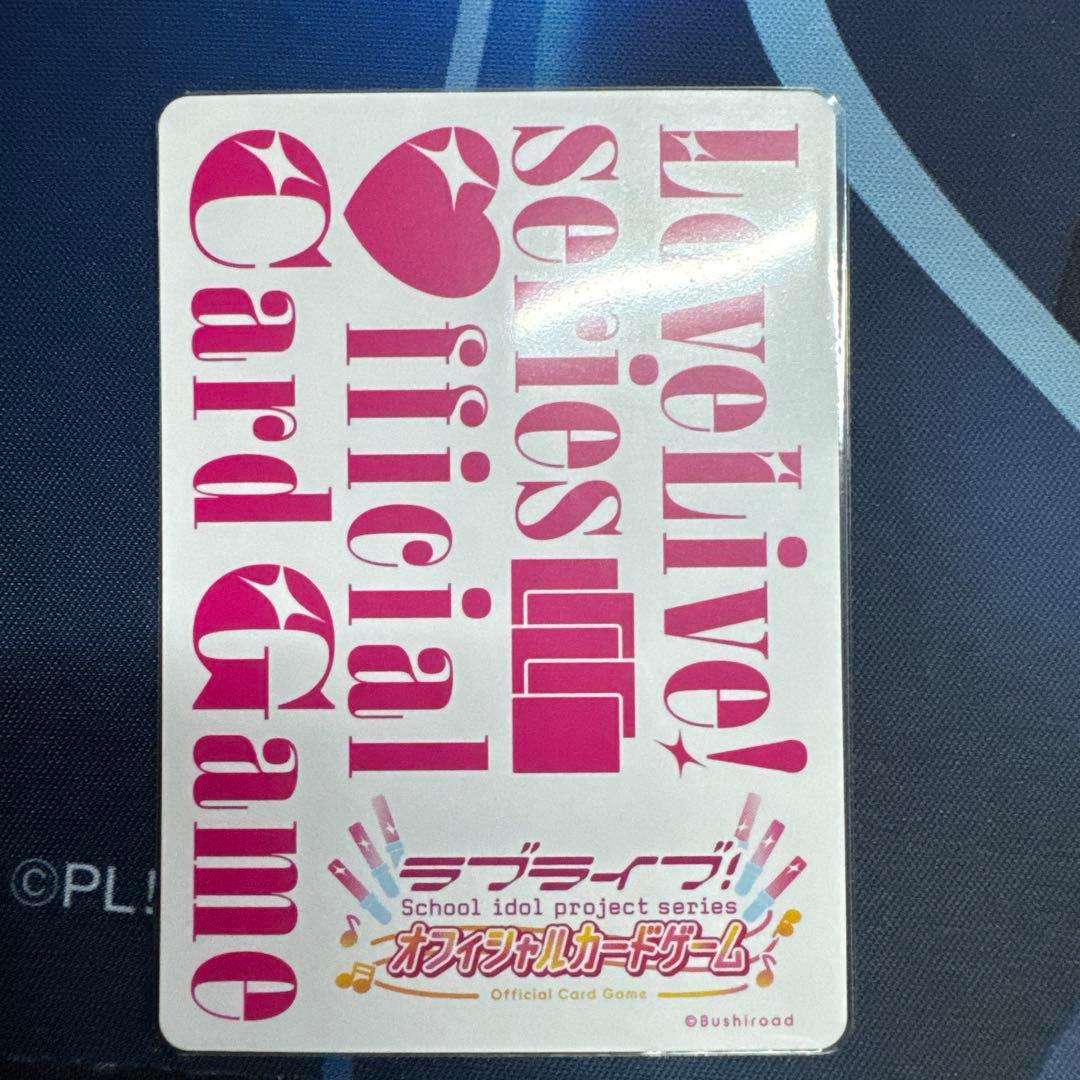 LoveLive!
series
♥fficial
Card Game
ラブライブ!
School idol project series
オフィシャルカードゲーム
Official Card Game
©Bushiroad
©PL!